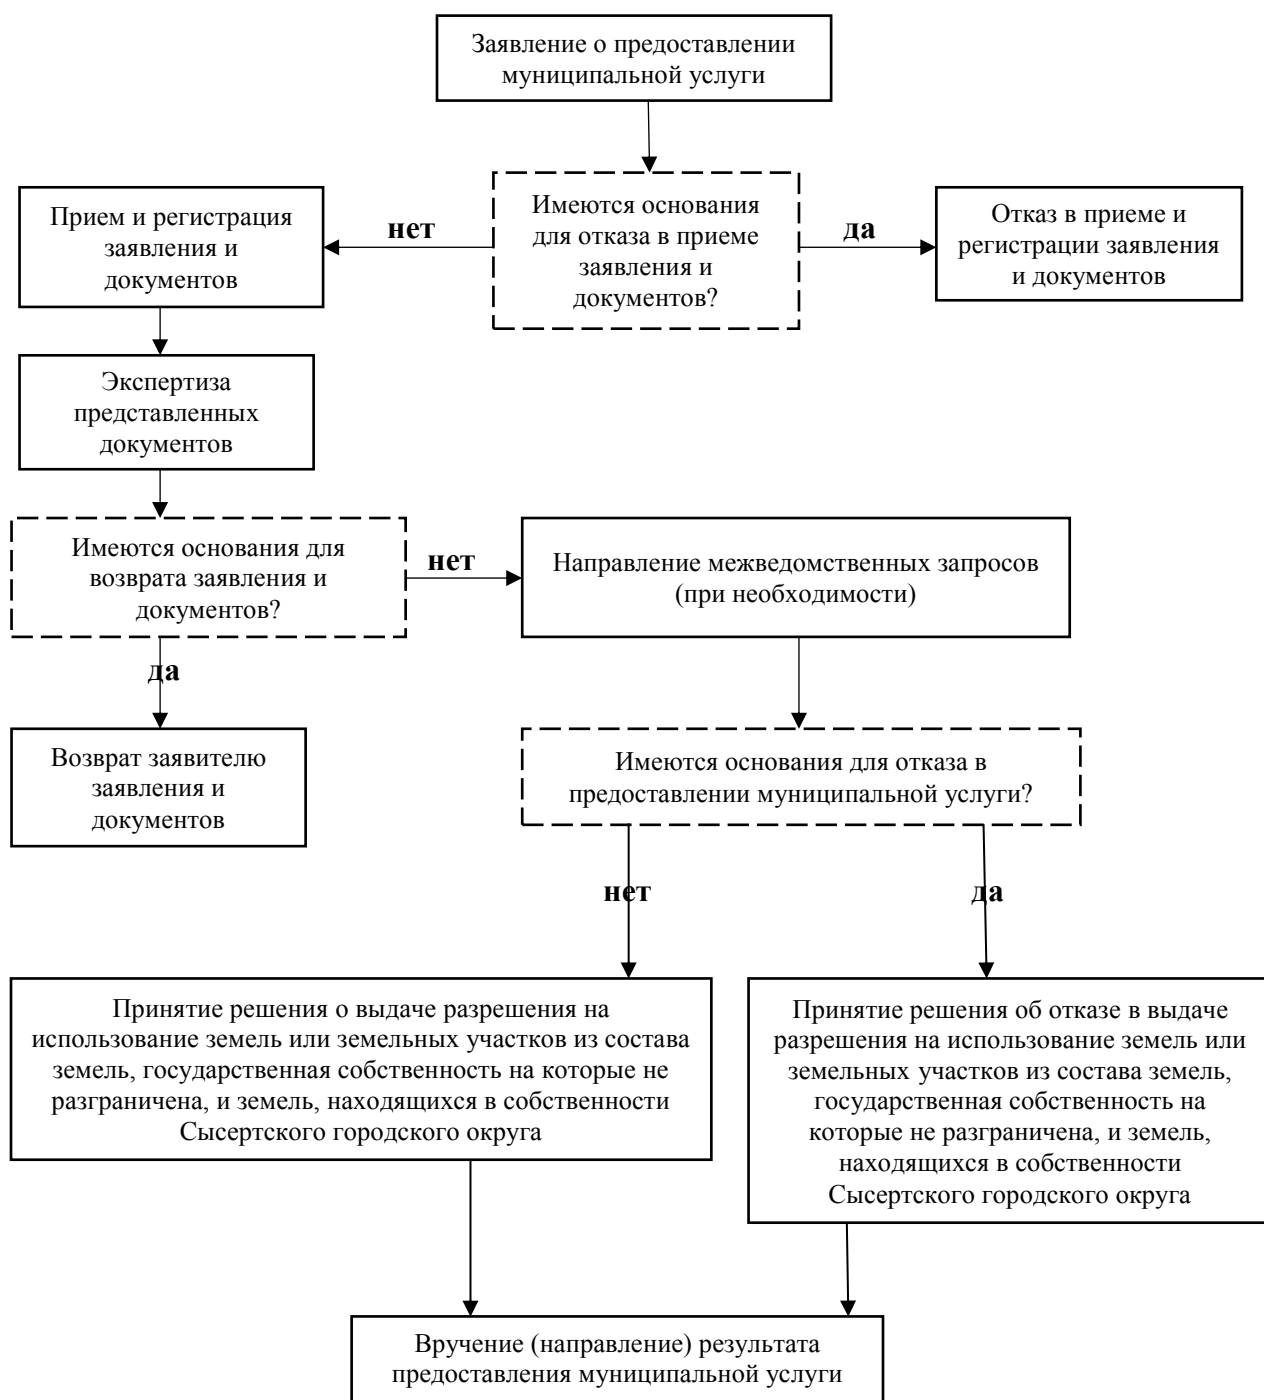 Заявление о предоставлении
муниципальной услуги
Прием и регистрация
заявления и
документов
нет
Имеются основания
для отказа в приеме
заявления и
документов?
да
Отказ в приеме и
регистрации заявления
и документов
Экспертиза
представленных
документов
Имеются основания для
возврата заявления и
документов?
нет
Направление межведомственных запросов
(при необходимости)
да
Возврат заявителю
заявления и
документов
Имеются основания для отказа в
предоставлении муниципальной услуги?
нет
да
Принятие решения о выдаче разрешения на
использование земель или земельных участков из состава
земель, государственная собственность на которые не
разграничена, и земель, находящихся в собственности
Сысертского городского округа
Принятие решения об отказе в выдаче
разрешения на использование земель или
земельных участков из состава земель,
государственная собственность на
которые не разграничена, и земель,
находящихся в собственности
Сысертского городского округа
Вручение (направление) результата
предоставления муниципальной услуги